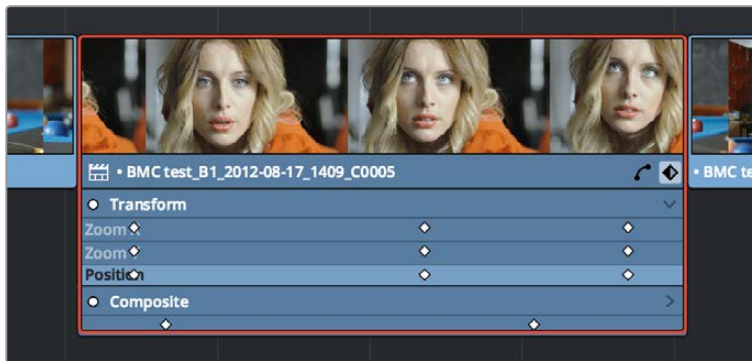 • BMC test_B1_2012-08-17_1409_C0005
• BMC te
Transform
Zoom
Zoom
Position
Composite